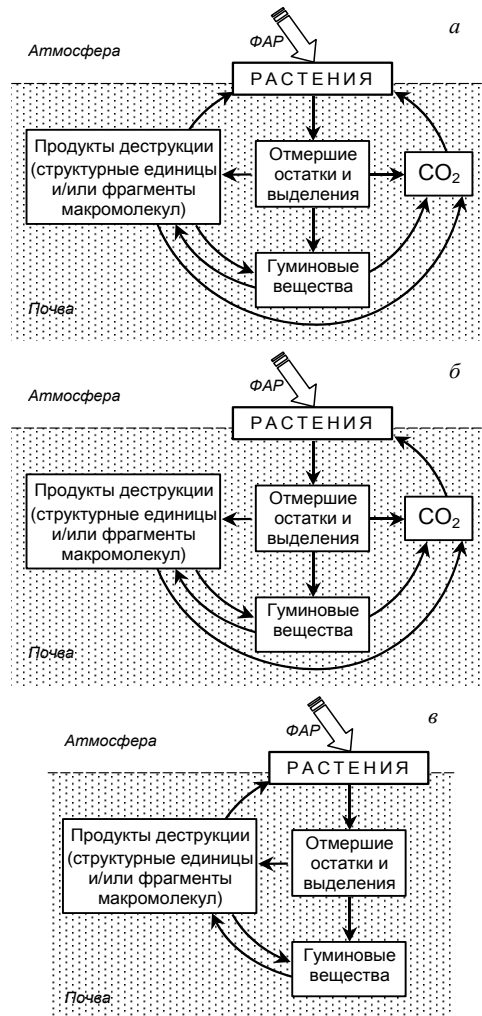 а
ФАР
Атмосфера
РАСТЕНИЯ
Продукты деструкции
(структурные единицы
и/или фрагменты
макромолекул)
Отмершие
остатки и
выделения
CO2
Гуминовые
вещества
Почва
б
Атмосфера
ФАР
РАСТЕНИЯ
Продукты деструкции
(структурные единицы
и/или фрагменты
макромолекул)
Отмершие
остатки и
выделения
CO2
Гуминовые
вещества
Почва
в
ФАР
Атмосфера
РАСТЕНИЯ
Продукты деструкции
(структурные единицы
и/или фрагменты
макромолекул)
Отмершие
остатки и
выделения
Гуминовые
вещества
Почва